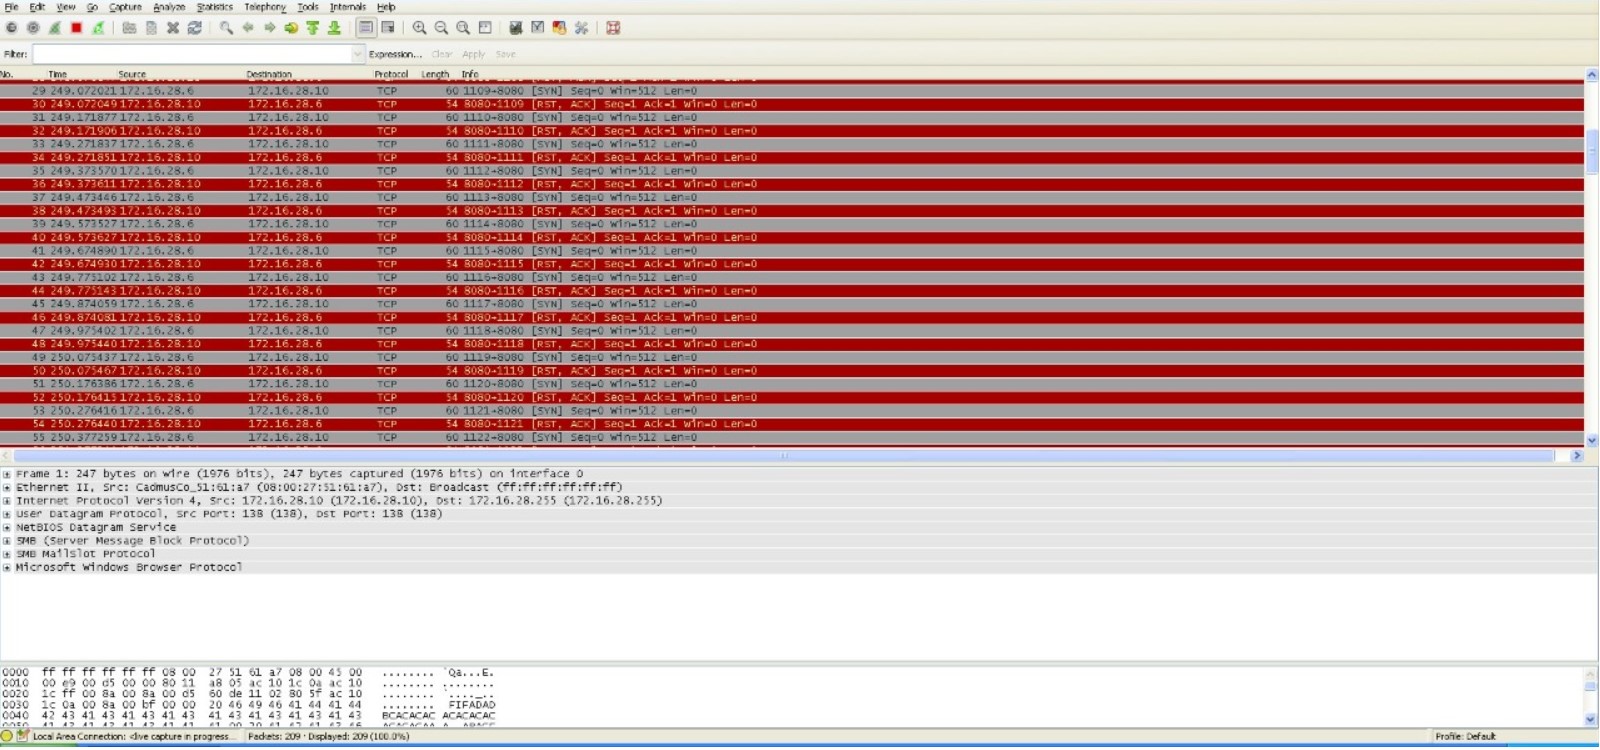 File Edit View Go Capture Analyze Statistics Telephony Tools Internals Help
Filter: Expression... Clear Apply Save
No. Time Source Destination Protocol Length Info
29 249.072021 172.16.28.6 172.16.28.10 TCP 60 1109→8080 [SYN] Seq=0 Win=512 Len=0
30 249.072049 172.16.28.10 172.16.28.6 TCP 54 8080→1109 [RST, ACK] Seq=1 Ack=1 Win=0 Len=0
31 249.171877 172.16.28.6 172.16.28.10 TCP 60 1110→8080 [SYN] Seq=0 Win=512 Len=0
32 249.171906 172.16.28.10 172.16.28.6 TCP 54 8080→1110 [RST, ACK] Seq=1 Ack=1 Win=0 Len=0
33 249.271837 172.16.28.6 172.16.28.10 TCP 60 1111→8080 [SYN] Seq=0 Win=512 Len=0
34 249.271851 172.16.28.10 172.16.28.6 TCP 54 8080→1111 [RST, ACK] Seq=1 Ack=1 Win=0 Len=0
35 249.373570 172.16.28.6 172.16.28.10 TCP 60 1112→8080 [SYN] Seq=0 Win=512 Len=0
36 249.373611 172.16.28.10 172.16.28.6 TCP 54 8080→1112 [RST, ACK] Seq=1 Ack=1 Win=0 Len=0
37 249.473446 172.16.28.6 172.16.28.10 TCP 60 1113→8080 [SYN] Seq=0 Win=512 Len=0
38 249.473493 172.16.28.10 172.16.28.6 TCP 54 8080→1113 [RST, ACK] Seq=1 Ack=1 Win=0 Len=0
39 249.573527 172.16.28.6 172.16.28.10 TCP 60 1114→8080 [SYN] Seq=0 Win=512 Len=0
40 249.573627 172.16.28.10 172.16.28.6 TCP 54 8080→1114 [RST, ACK] Seq=1 Ack=1 Win=0 Len=0
41 249.674890 172.16.28.6 172.16.28.10 TCP 60 1115→8080 [SYN] Seq=0 Win=512 Len=0
42 249.674930 172.16.28.10 172.16.28.6 TCP 54 8080→1115 [RST, ACK] Seq=1 Ack=1 Win=0 Len=0
43 249.775102 172.16.28.6 172.16.28.10 TCP 60 1116→8080 [SYN] Seq=0 Win=512 Len=0
44 249.775143 172.16.28.10 172.16.28.6 TCP 54 8080→1116 [RST, ACK] Seq=1 Ack=1 Win=0 Len=0
45 249.874059 172.16.28.6 172.16.28.10 TCP 60 1117→8080 [SYN] Seq=0 Win=512 Len=0
46 249.874081 172.16.28.10 172.16.28.6 TCP 54 8080→1117 [RST, ACK] Seq=1 Ack=1 Win=0 Len=0
47 249.975402 172.16.28.6 172.16.28.10 TCP 60 1118→8080 [SYN] Seq=0 Win=512 Len=0
48 249.975440 172.16.28.10 172.16.28.6 TCP 54 8080→1118 [RST, ACK] Seq=1 Ack=1 Win=0 Len=0
49 250.075437 172.16.28.6 172.16.28.10 TCP 60 1119→8080 [SYN] Seq=0 Win=512 Len=0
50 250.075467 172.16.28.10 172.16.28.6 TCP 54 8080→1119 [RST, ACK] Seq=1 Ack=1 Win=0 Len=0
51 250.176386 172.16.28.6 172.16.28.10 TCP 60 1120→8080 [SYN] Seq=0 Win=512 Len=0
52 250.176415 172.16.28.10 172.16.28.6 TCP 54 8080→1120 [RST, ACK] Seq=1 Ack=1 Win=0 Len=0
53 250.276416 172.16.28.6 172.16.28.10 TCP 60 1121→8080 [SYN] Seq=0 Win=512 Len=0
54 250.276440 172.16.28.10 172.16.28.6 TCP 54 8080→1121 [RST, ACK] Seq=1 Ack=1 Win=0 Len=0
55 250.377259 172.16.28.6 172.16.28.10 TCP 60 1122→8080 [SYN] Seq=0 Win=512 Len=0
Frame 1: 247 bytes on wire (1976 bits), 247 bytes captured (1976 bits) on interface 0
Ethernet II, Src: CadmusCo_51:61:a7 (08:00:27:51:61:a7), Dst: Broadcast (ff:ff:ff:ff:ff:ff)
Internet Protocol Version 4, Src: 172.16.28.10 (172.16.28.10), Dst: 172.16.28.255 (172.16.28.255)
User Datagram Protocol, Src Port: 138 (138), Dst Port: 138 (138)
NetBIOS Datagram Service
SMB (Server Message Block Protocol)
SMB MailSlot Protocol
Microsoft Windows Browser Protocol
0000 ff ff ff ff ff ff 08 00 27 51 61 a7 08 00 45 00 ........ 'Qa...E.
0010 00 e9 00 d5 00 00 80 11 a8 05 ac 10 1c 0a ac 10 ........ ........
0020 1c ff 00 8a 00 8a 00 d5 60 de 11 02 80 5f ac 10 ........ `...._..
0030 1c 0a 00 8a 00 bf 00 00 20 46 49 46 41 44 41 44 ........ FIFADAD
0040 42 43 41 43 41 43 41 43 41 43 41 43 41 43 41 43 BCACACAC ACACACAC
Local Area Connection: <live capture in progress... Packets: 209 · Displayed: 209 (100.0%) Profile: Default